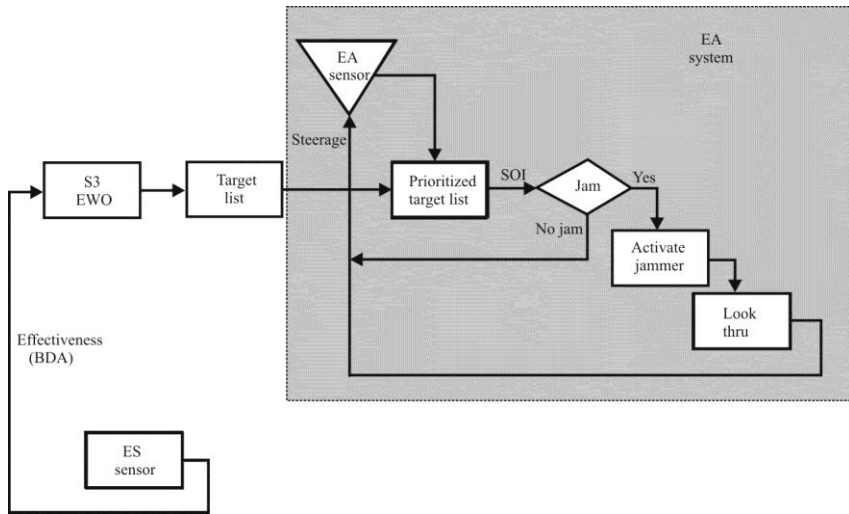 EA
system
EA
sensor
Steerage
S3
EWO
Target
list
Prioritized
target list
SOI
Jam
Yes
No jam
Activate
jammer
Look
thru
Effectiveness
(BDA)
ES
sensor